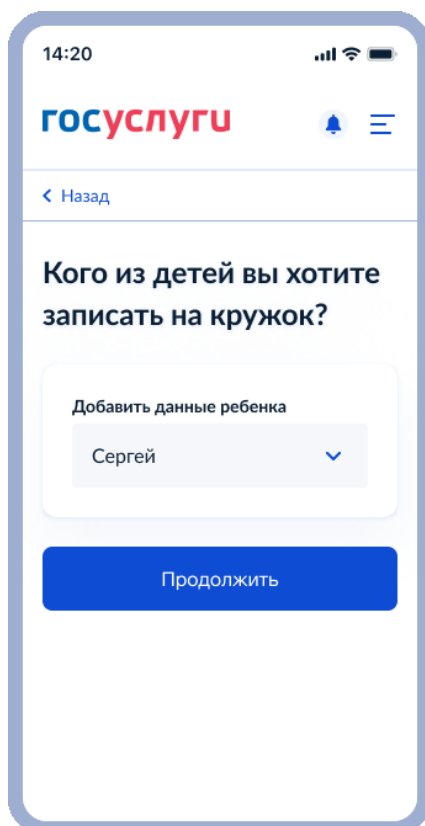 14:20
госуслуги
Назад
Кого из детей вы хотите
записать на кружок?
Добавить данные ребенка
Сергей
Продолжить